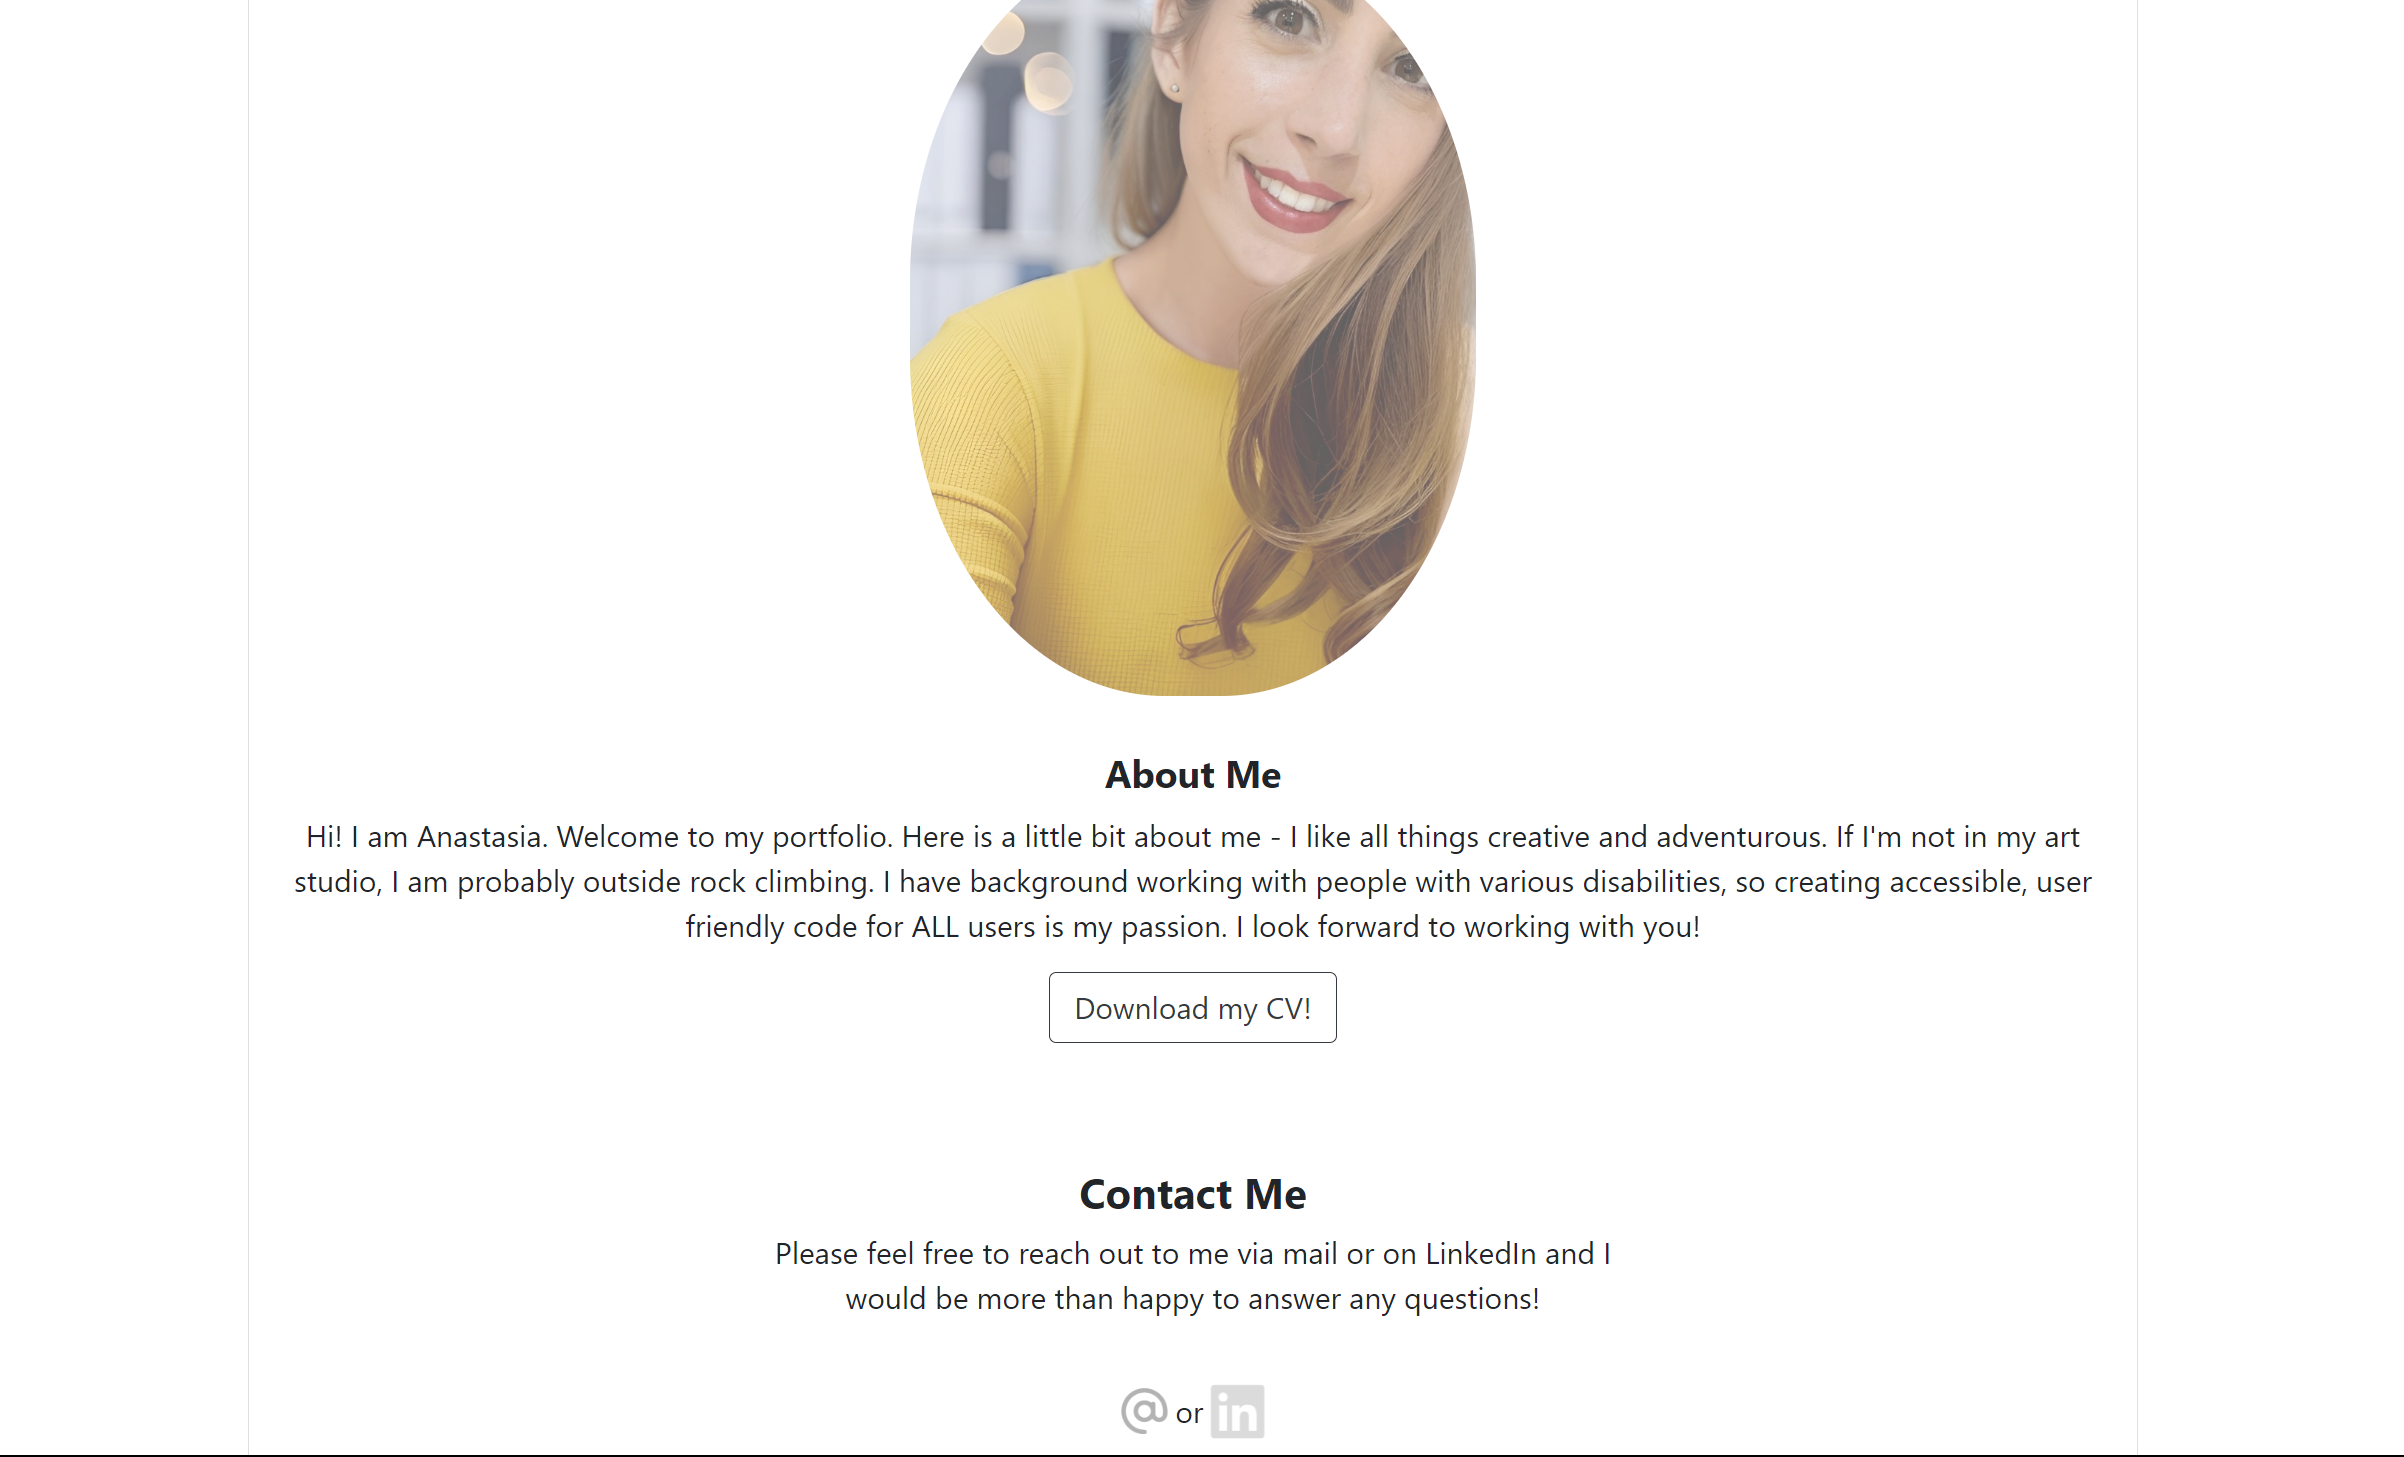 About Me
Hi! I am Anastasia. Welcome to my portfolio. Here is a little bit about me - I like all things creative and adventurous. If I'm not in my art
studio, I am probably outside rock climbing. I have background working with people with various disabilities, so creating accessible, user
friendly code for ALL users is my passion. I look forward to working with you!
Download my CV!
Contact Me
Please feel free to reach out to me via mail or on LinkedIn and I
would be more than happy to answer any questions!
@ or in